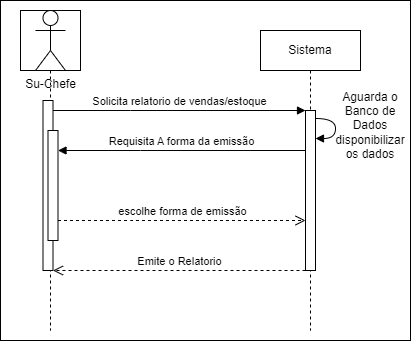 Su-Chefe
Sistema
Solicita relatorio de vendas/estoque
Aguarda o
Banco de
Dados
disponibilizar
os dados
Requisita A forma da emissão
escolhe forma de emissão
Emite o Relatorio